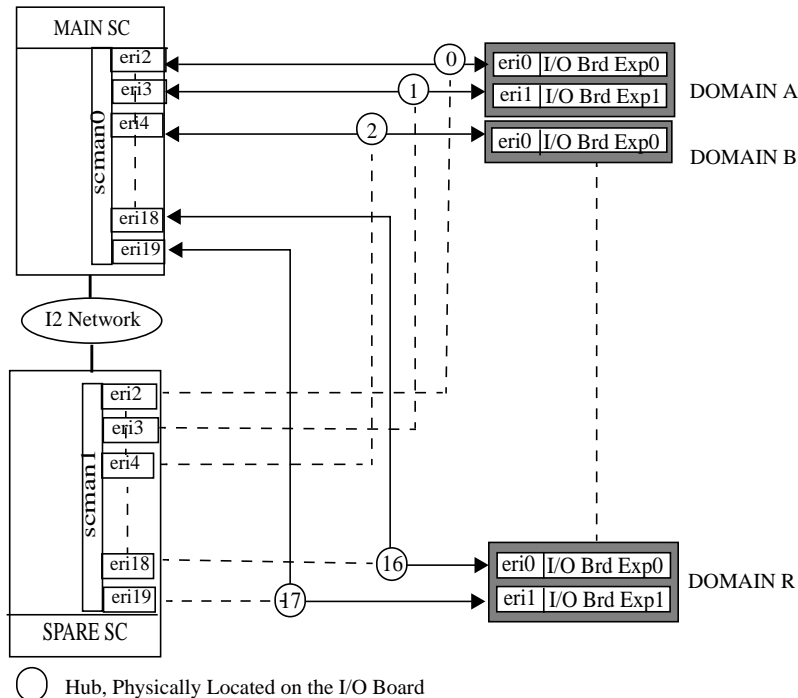 MAIN SC
scman0
eri2
eri3
eri4
eri18
eri19
0
1
2
eri0 I/O Brd Exp0
eri1 I/O Brd Exp1
DOMAIN A
eri0 I/O Brd Exp0
DOMAIN B
I2 Network
scman1
eri2
eri3
eri4
eri18
eri19
SPARE SC
16
17
eri0 I/O Brd Exp0
eri1 I/O Brd Exp1
DOMAIN R
Hub, Physically Located on the I/O Board